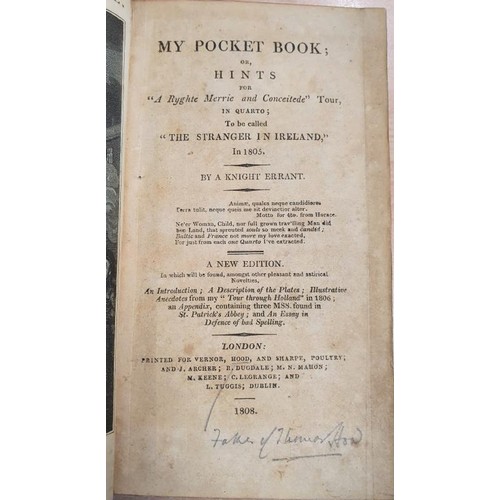 MY POCKET BOOK;
OR,
HINTS
FOR
"A Ryghte Merrie and Conceitede" Tour,
IN QUARTO;
To be called
"THE STRANGER IN IRELAND,"
In 1805.
BY A KNIGHT ERRANT.
Animæ, quales neque candidiores
Terra tulit, neque queis me sit devinctior alter.
Motto for the. from Horace.
Ne'er Woman, Child, nor full grown trav'lling Man did
See Land, that sprouted souls so meek and candid;
Baltic and France not more my love exacted,
For just from each one Quarto I've extracted.
A NEW EDITION.
In which will be found, amongst other pleasant and satirical
Novelties,
An Introduction; A Description of the Plates; Illustrative
Anecdotes from my "Tour through Holland" in 1806;
an Appendix, containing three MSS. found in
St. Patrick's Abbey; and An Essay in
Defence of bad Spelling.
LONDON:
PRINTED FOR VERNOR, HOOD, AND SHARPE, POULTRY;
AND J. ARCHER; R. DUGDALE; M. N. MAHON;
M. KEENE; C. LEGRANGE; AND
L. TUGGIS; DUBLIN.
1808.
Father of Thomas Hood